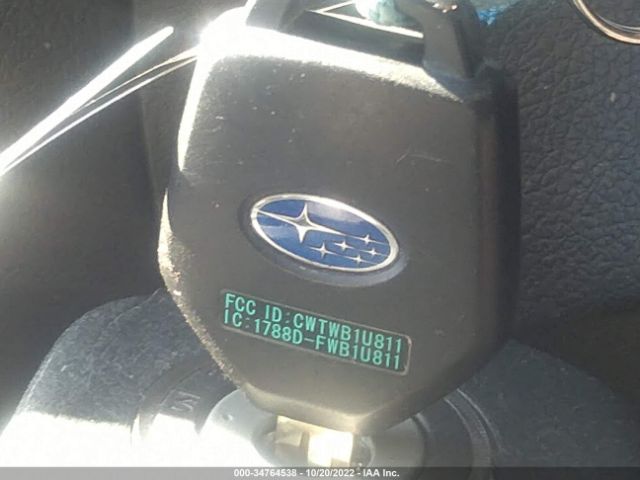 FCC ID:CWTWB1U811
IC:1788D-FWB1U811
000-34764538 - 10/20/2022 - IAA Inc.